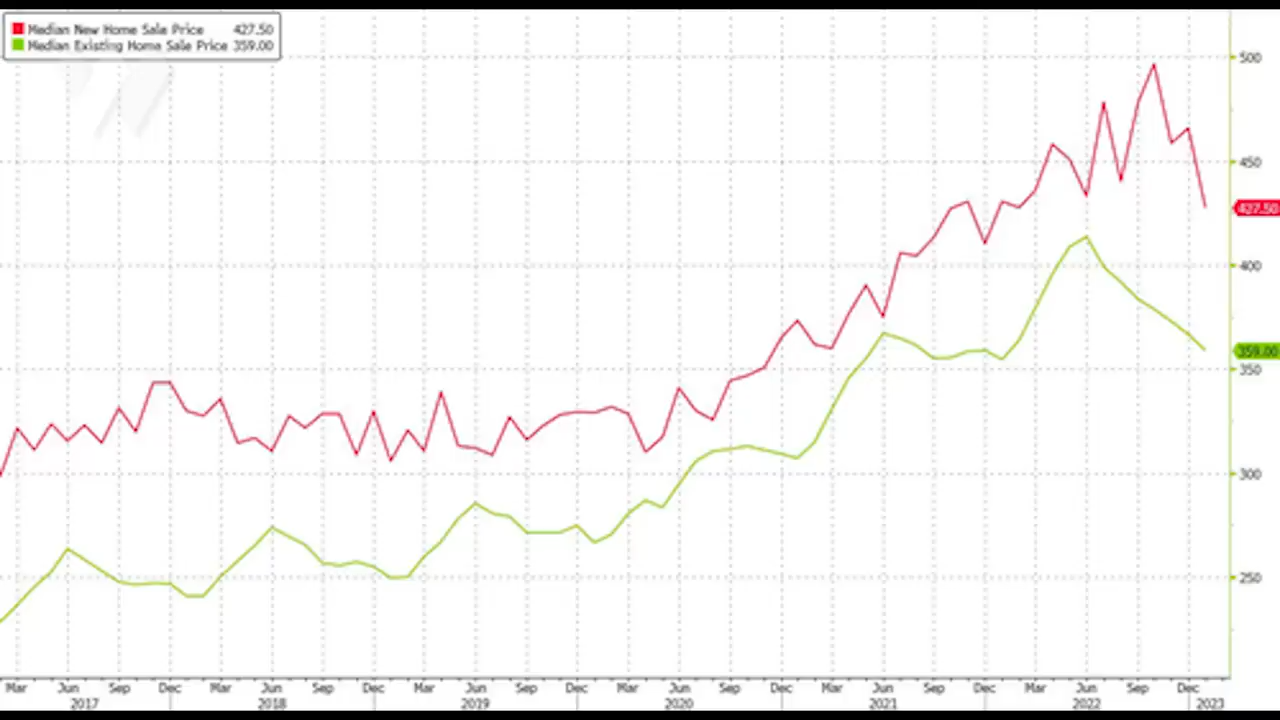 Median New Home Sale Price 427.50
Median Existing Home Sale Price 359.00
500
450
427.50
400
359.00
350
300
250
Mar Jun Sep Dec Mar Jun Sep Dec Mar Jun Sep Dec Mar Jun Sep Dec Mar Jun Sep Dec Mar Jun Sep Dec
2017 2018 2019 2020 2021 2022 2023